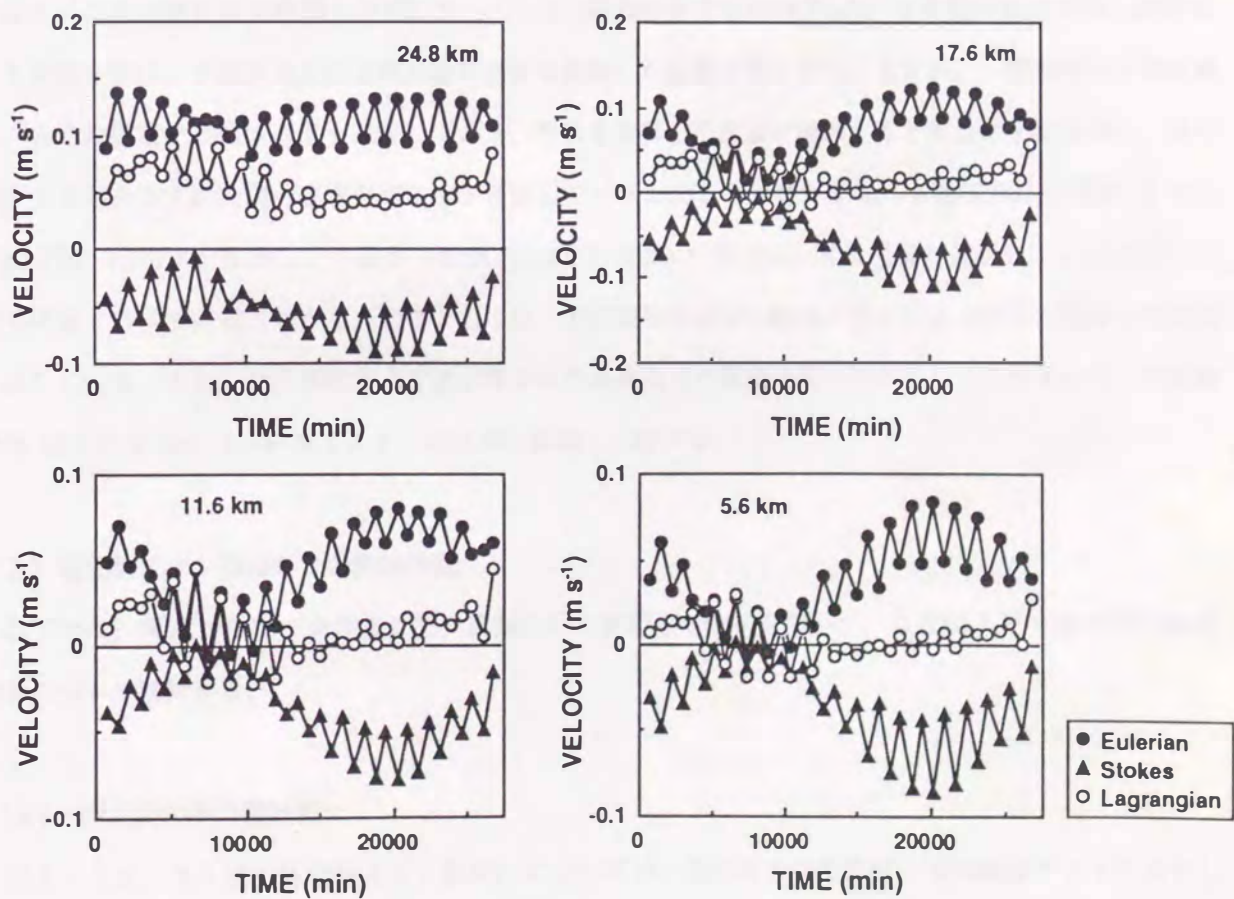 24.8 km
0.2
0.1
0
-0.1
VELOCITY (m s-1)
0
10000
20000
TIME (min)
17.6 km
0.2
0.1
0
-0.1
-0.2
VELOCITY (m s-1)
0
10000
20000
TIME (min)
11.6 km
0.1
0
-0.1
VELOCITY (m s-1)
0
10000
20000
TIME (min)
5.6 km
0.1
0
-0.1
VELOCITY (m s-1)
0
10000
20000
TIME (min)
Eulerian
Stokes
Lagrangian